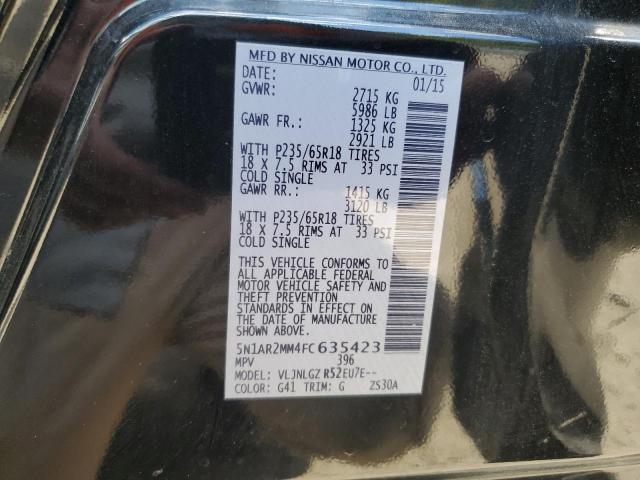 MFD BY NISSAN MOTOR CO., LTD.
DATE: 01/15
GVWR: 2715 KG
5986 LB
GAWR FR.: 1325 KG
2921 LB
WITH P235/65R18 TIRES
18 X 7.5 RIMS AT 33 PSI
COLD SINGLE
GAWR RR.: 1415 KG
3120 LB
WITH P235/65R18 TIRES
18 X 7.5 RIMS AT 33 PSI
COLD SINGLE
THIS VEHICLE CONFORMS TO
ALL APPLICABLE FEDERAL
MOTOR VEHICLE SAFETY AND
THEFT PREVENTION
STANDARDS IN EFFECT ON
THE DATE OF MANUFACTURE
SHOWN ABOVE.
5N1AR2MM4FC635423
MPV 396
MODEL: VLJNLGZ R52EU7E--
COLOR: G41 TRIM: G ZS30A